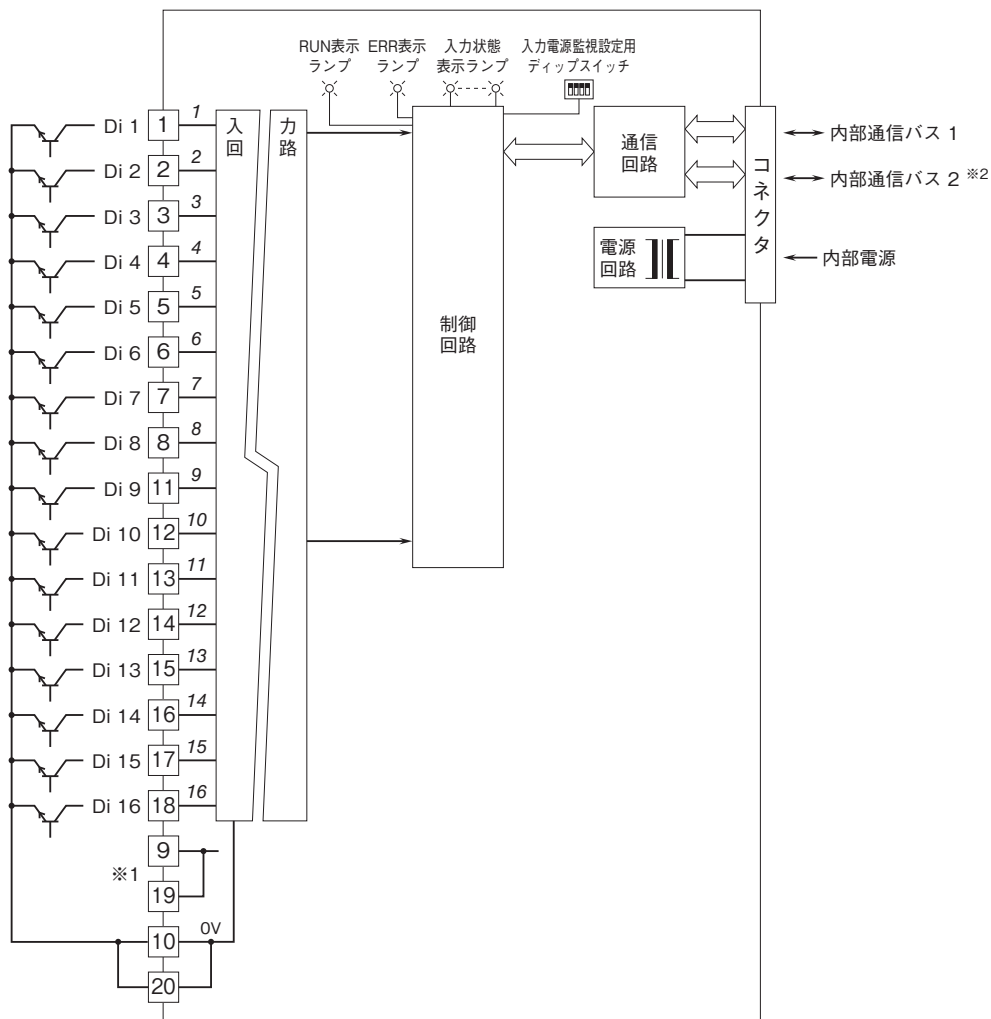 RUN表示
ランプ
ERR表示
ランプ
入力状態
表示ランプ
入力電源監視設定用
ディップスイッチ
Di 1 1 1
Di 2 2 2
Di 3 3 3
Di 4 4 4
Di 5 5 5
Di 6 6 6
Di 7 7 7
Di 8 8 8
Di 9 11 9
Di 10 12 10
Di 11 13 11
Di 12 14 12
Di 13 15 13
Di 14 16 14
Di 15 17 15
Di 16 18 16
※1
9
19
10 0V
20
入力
回路
制御
回路
通信
回路
電源
回路
コネクタ
内部通信バス 1
内部通信バス 2 ※2
内部電源